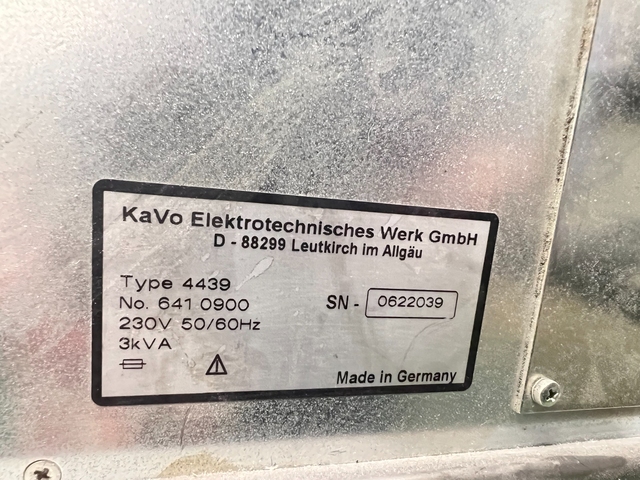 KaVo Elektrotechnisches Werk GmbH
D - 88299 Leutkirch im Allgäu
Type 4439
No. 641 0900
SN - 0622039
230V 50/60Hz
3kVA
Made in Germany